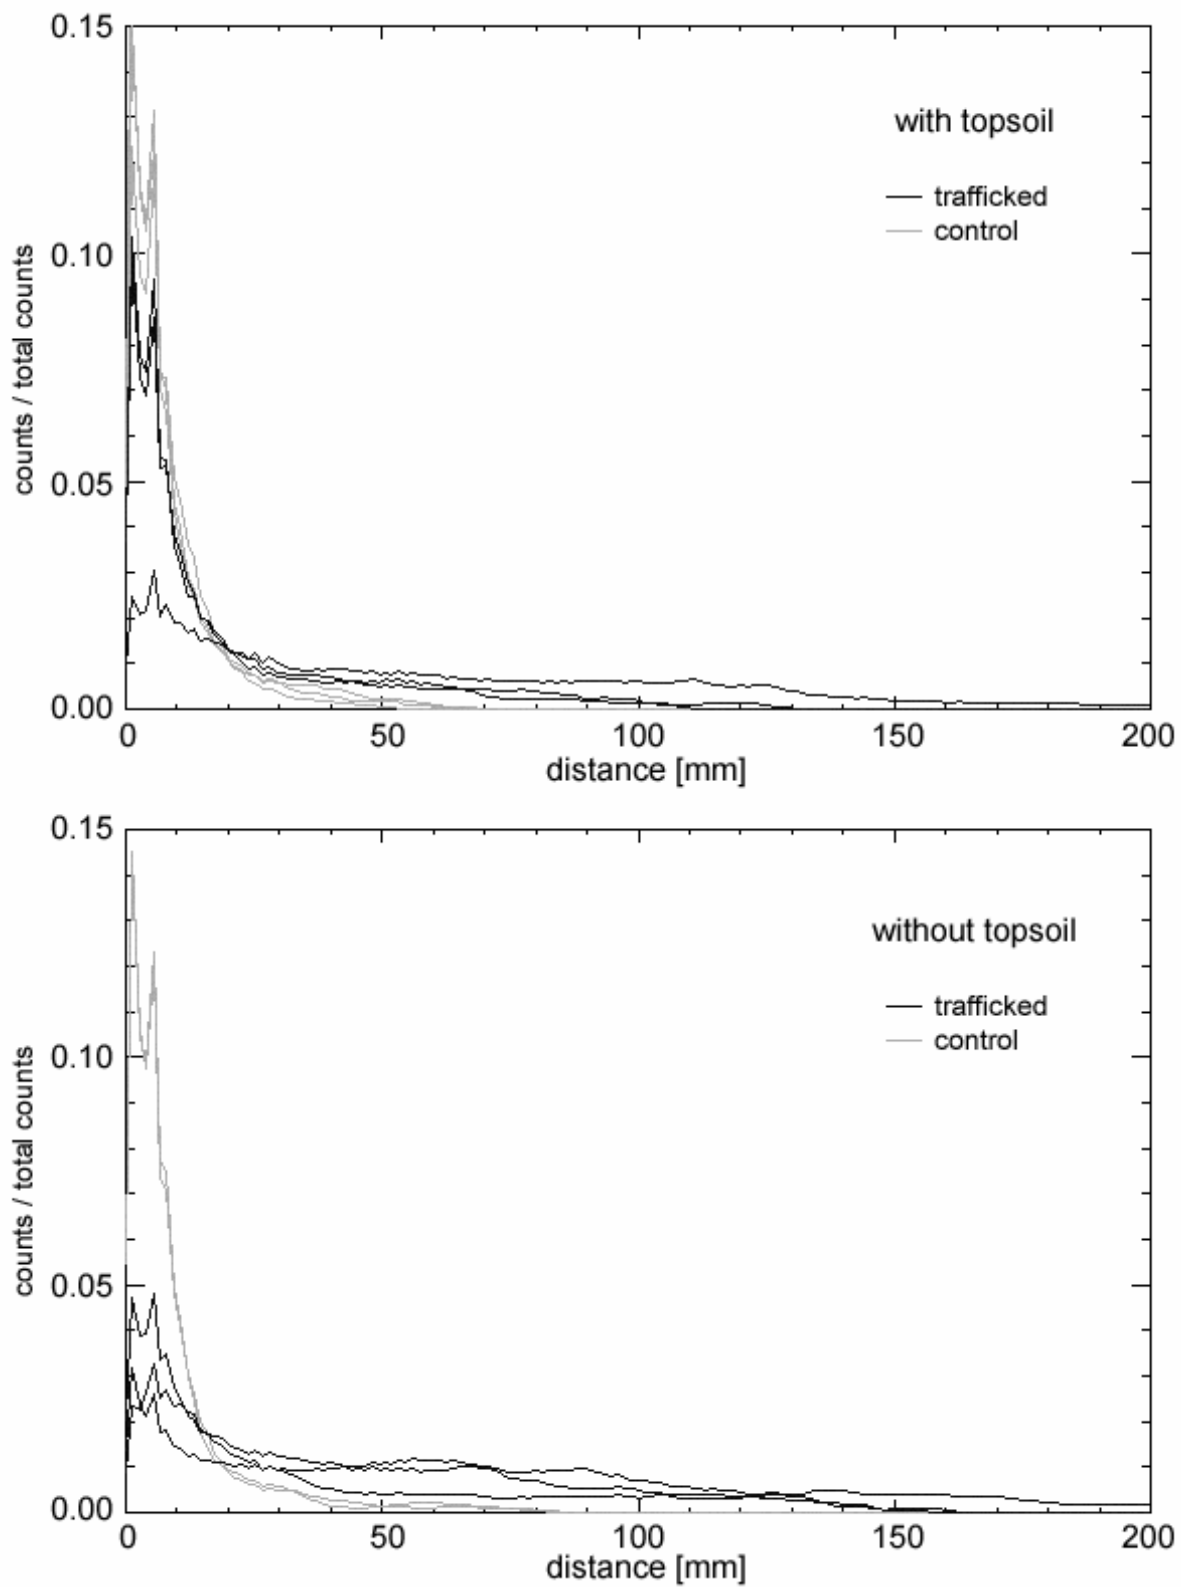 0.15
with topsoil
trafficked
control
0.10
counts / total counts
0.05
0.00
0 50 100 150 200
distance [mm]
0.15
without topsoil
trafficked
control
0.10
counts / total counts
0.05
0.00
0 50 100 150 200
distance [mm]